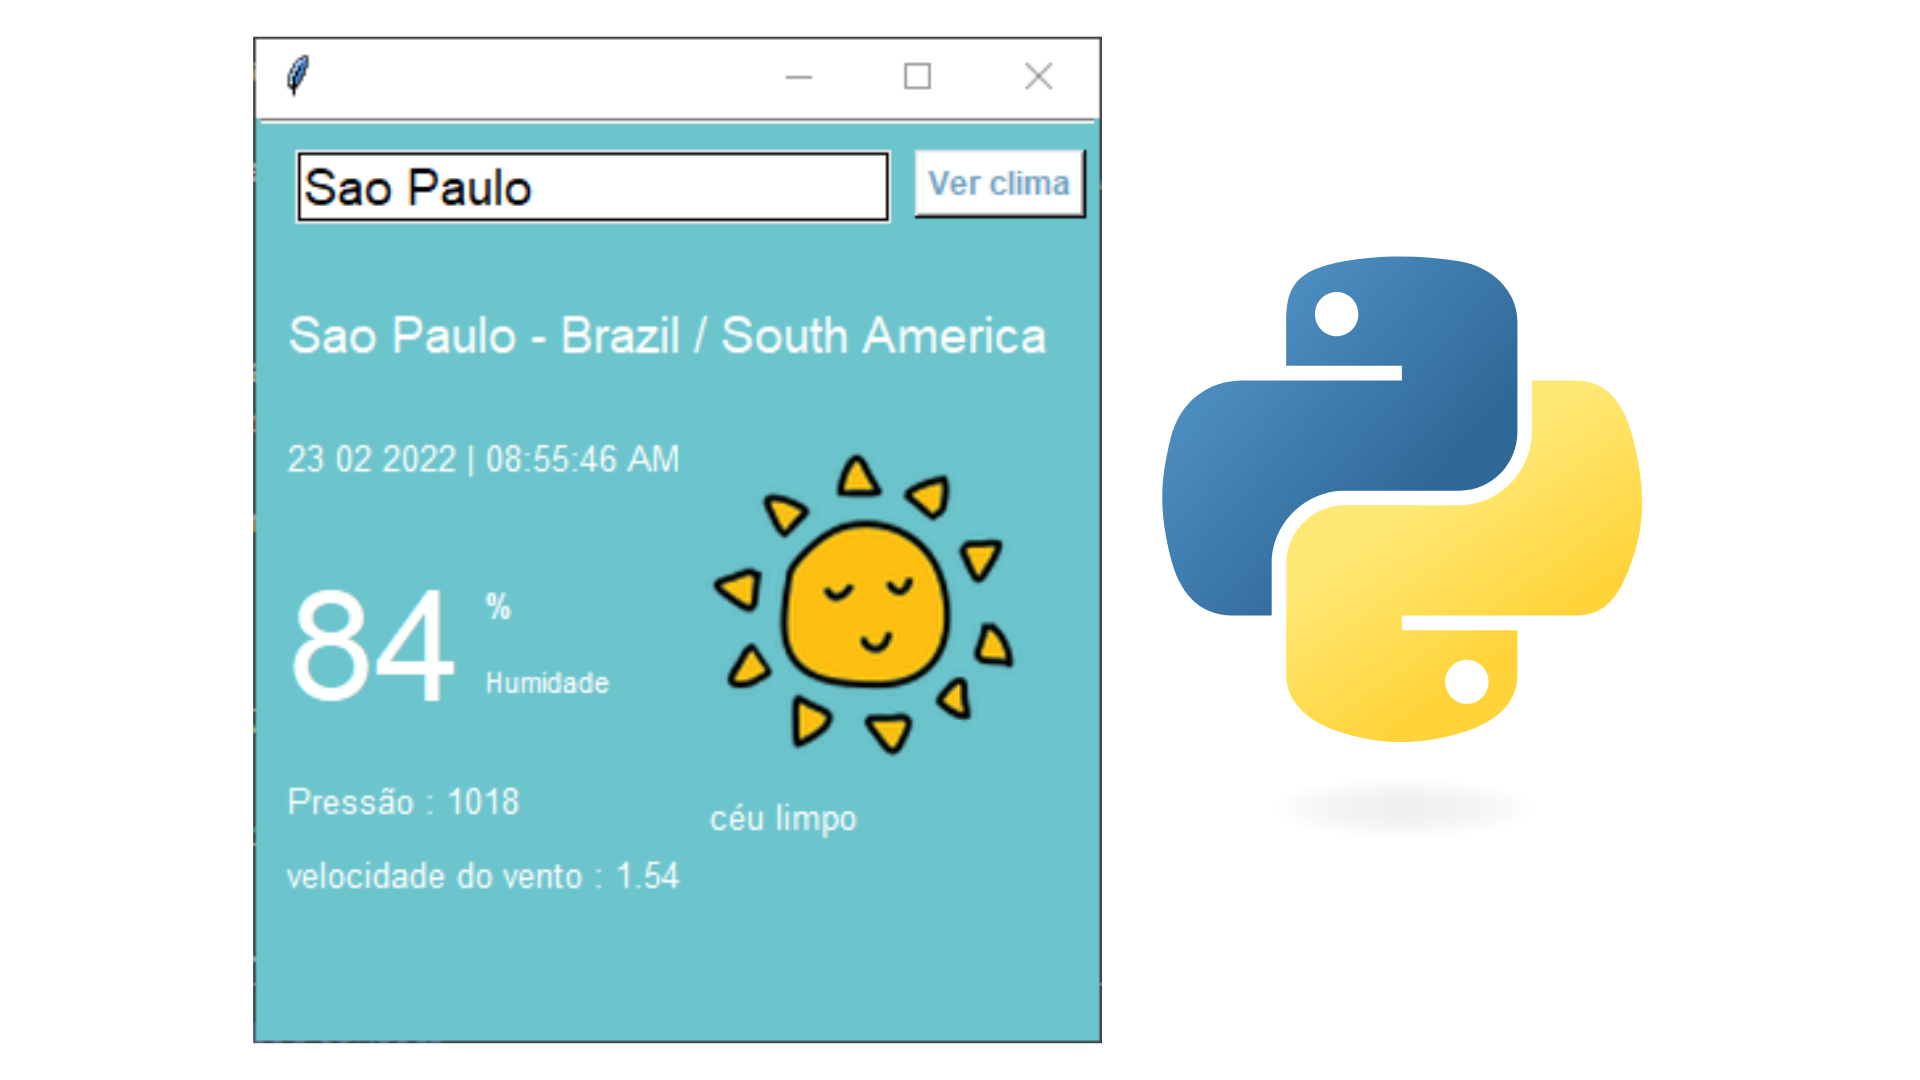 Sao Paulo
Ver clima
Sao Paulo - Brazil / South America
23 02 2022 | 08:55:46 AM
84
%
Humidade
Pressão : 1018
céu limpo
velocidade do vento : 1.54